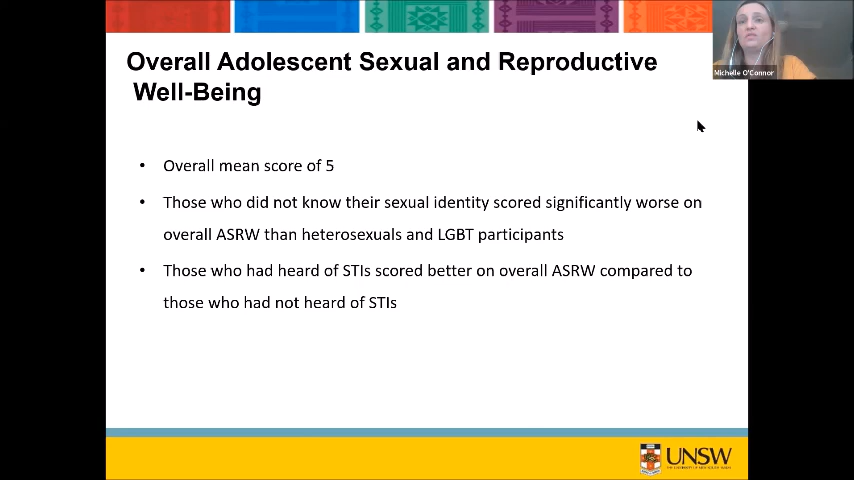 Overall Adolescent Sexual and Reproductive
Well-Being
Michelle O'Connor
• Overall mean score of 5
• Those who did not know their sexual identity scored significantly worse on
overall ASRW than heterosexuals and LGBT participants
• Those who had heard of STIs scored better on overall ASRW compared to
those who had not heard of STIs
UNSW